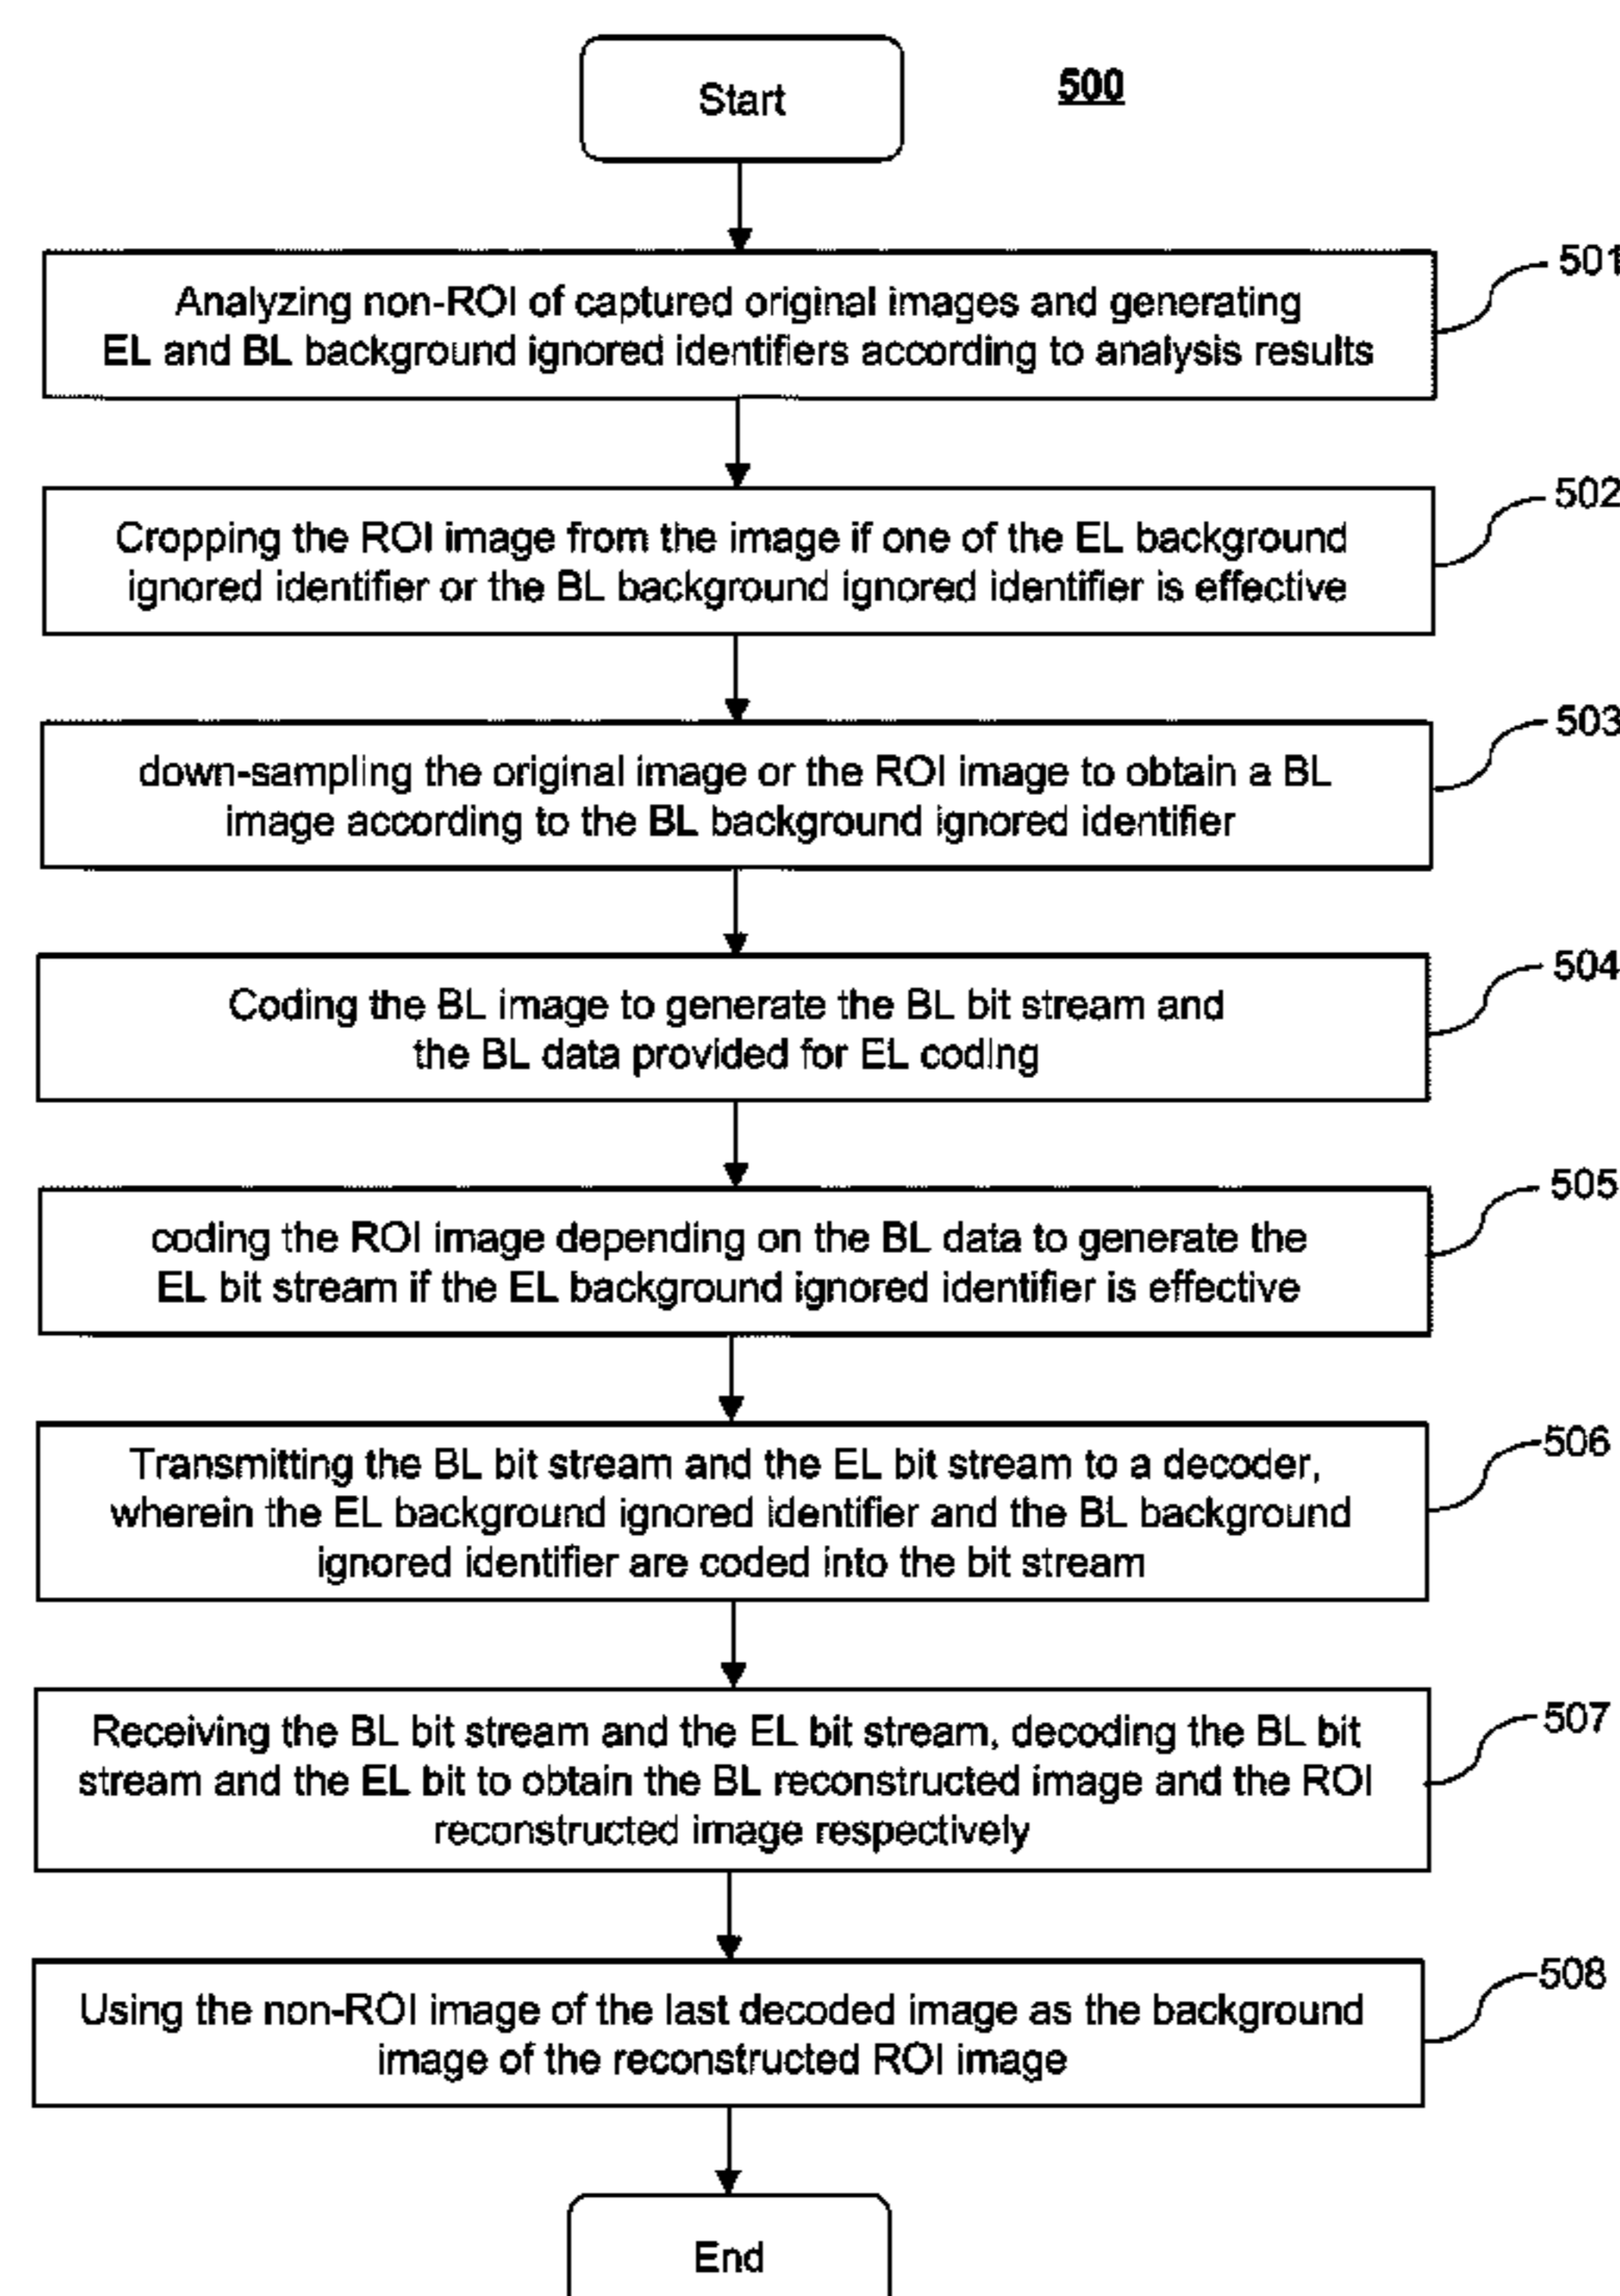 Start
500
Analyzing non-ROI of captured original images and generating
EL and BL background ignored identifiers according to analysis results
501
Cropping the ROI image from the image if one of the EL background
ignored identifier or the BL background ignored identifier is effective
502
down-sampling the original image or the ROI image to obtain a BL
image according to the BL background ignored identifier
503
Coding the BL image to generate the BL bit stream and
the BL data provided for EL coding
504
coding the ROI image depending on the BL data to generate the
EL bit stream if the EL background ignored identifier is effective
505
Transmitting the BL bit stream and the EL bit stream to a decoder,
wherein the EL background ignored identifier and the BL background
ignored identifier are coded into the bit stream
506
Receiving the BL bit stream and the EL bit stream, decoding the BL bit
stream and the EL bit to obtain the BL reconstructed image and the ROI
reconstructed image respectively
507
Using the non-ROI image of the last decoded image as the background
image of the reconstructed ROI image
508
End